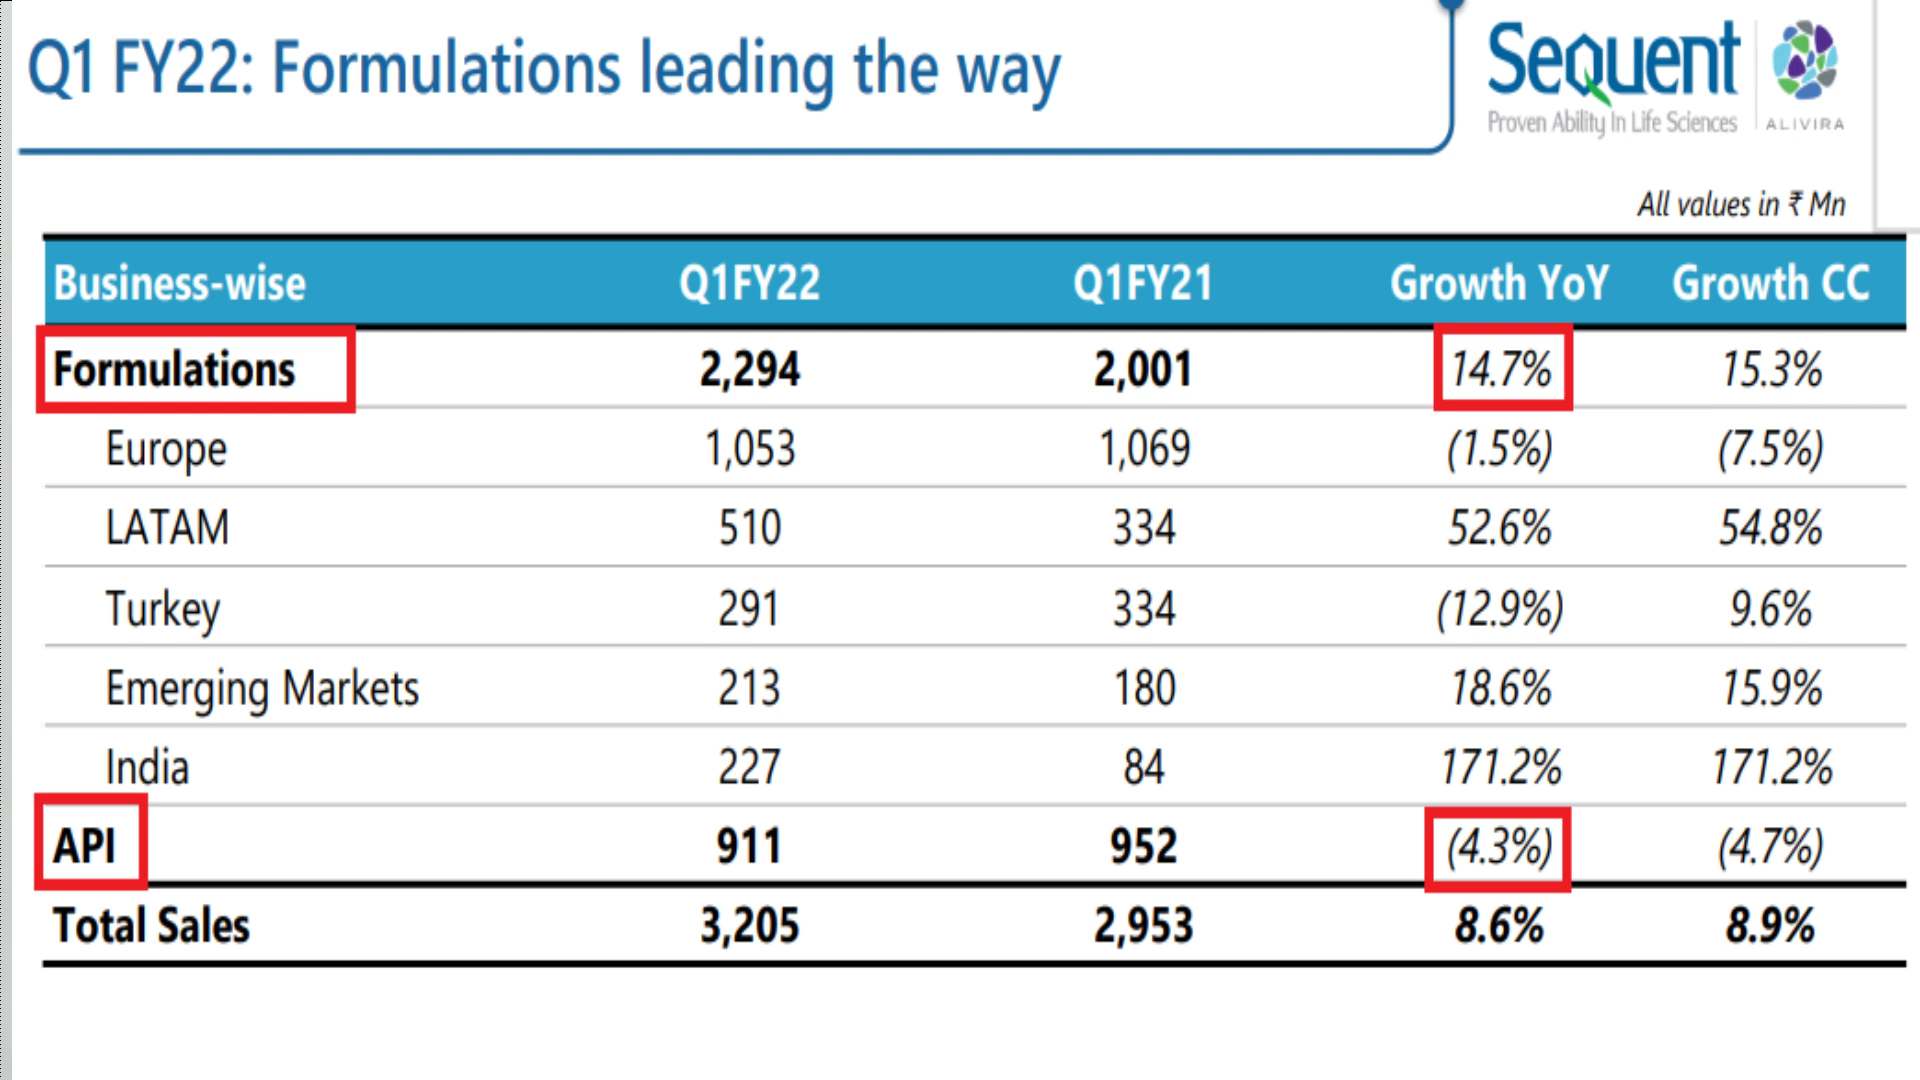 Q1 FY22: Formulations leading the way
Sequent
Proven Ability In Life Sciences
ALIVIRA
All values in ₹ Mn
Business-wise Q1FY22 Q1FY21 Growth YoY Growth CC
Formulations 2,294 2,001 14.7% 15.3%
Europe 1,053 1,069 (1.5%) (7.5%)
LATAM 510 334 52.6% 54.8%
Turkey 291 334 (12.9%) 9.6%
Emerging Markets 213 180 18.6% 15.9%
India 227 84 171.2% 171.2%
API 911 952 (4.3%) (4.7%)
Total Sales 3,205 2,953 8.6% 8.9%